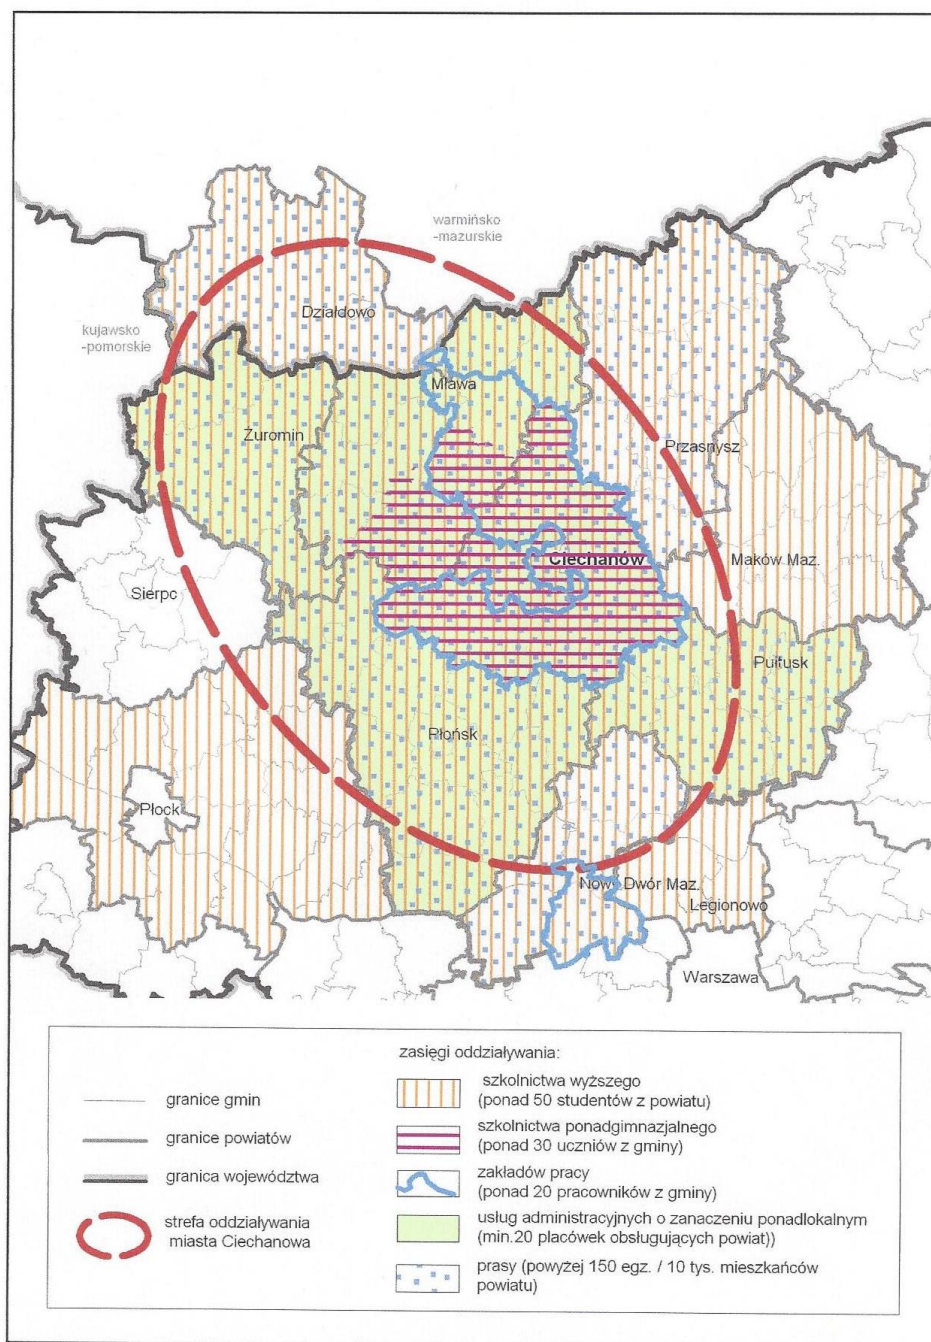 warmińsko
-mazurskie
Działdowo
kujawsko
-pomorskie
Mława
Żuromin
Przasnysz
Ciechanów
Maków Maz.
Sierpc
Pułtusk
Płońsk
Płock
Now Dwór Maz.
Legionowo
Warszawa
granice gmin
granice powiatów
granica województwa
strefa oddziaływania
miasta Ciechanowa
zasięgi oddziaływania:
szkolnictwa wyższego
(ponad 50 studentów z powiatu)
szkolnictwa ponadgimnazjalnego
(ponad 30 uczniów z gminy)
zakładów pracy
(ponad 20 pracowników z gminy)
usług administracyjnych o zanaczeniu ponadlokalnym
(min.20 placówek obsługujących powiat))
prasy (powyżej 150 egz. / 10 tys. mieszkańców
powiatu)